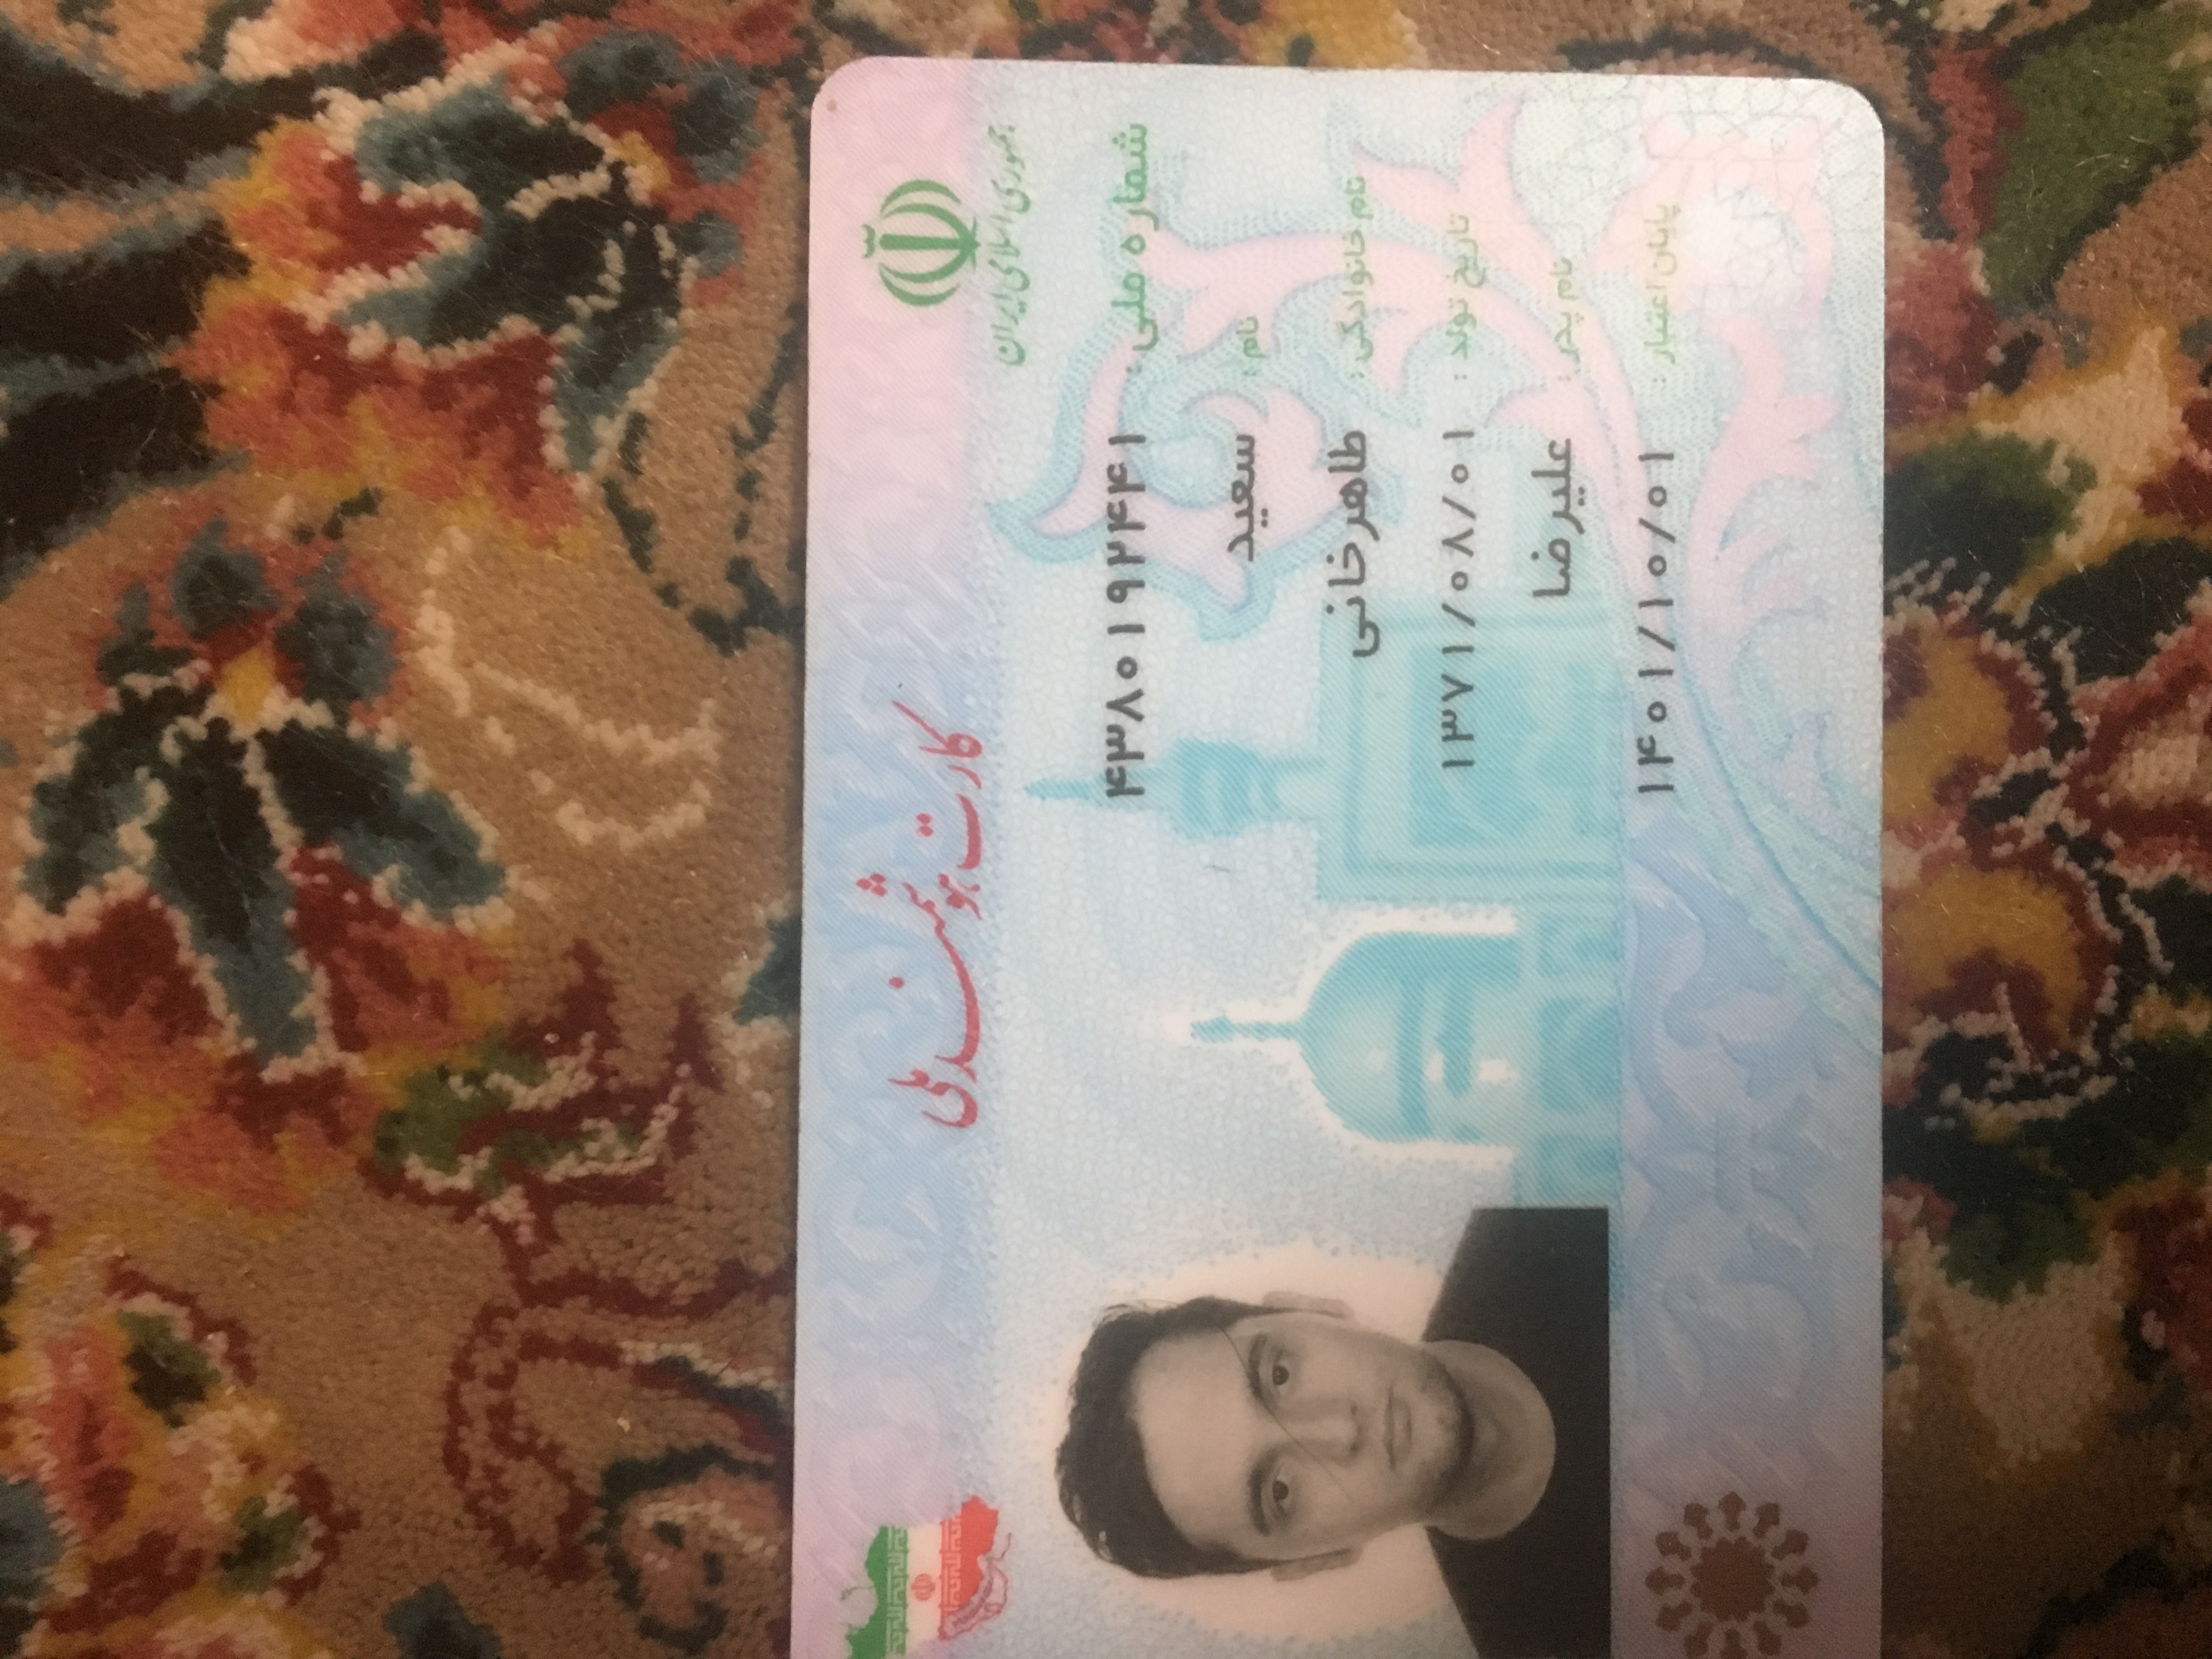 کارت هوشمند ملی
جمهوری اسلامی ایران
شماره ملی: ۴۳۸۰۱۹۲۴۴۱
نام: سعید
نام خانوادگی: طاهرخانی
تاریخ تولد: ۱۳۷۱/۰۸/۰۱
نام پدر: علیرضا
پایان اعتبار: ۱۴۰۱/۱۰/۰۱